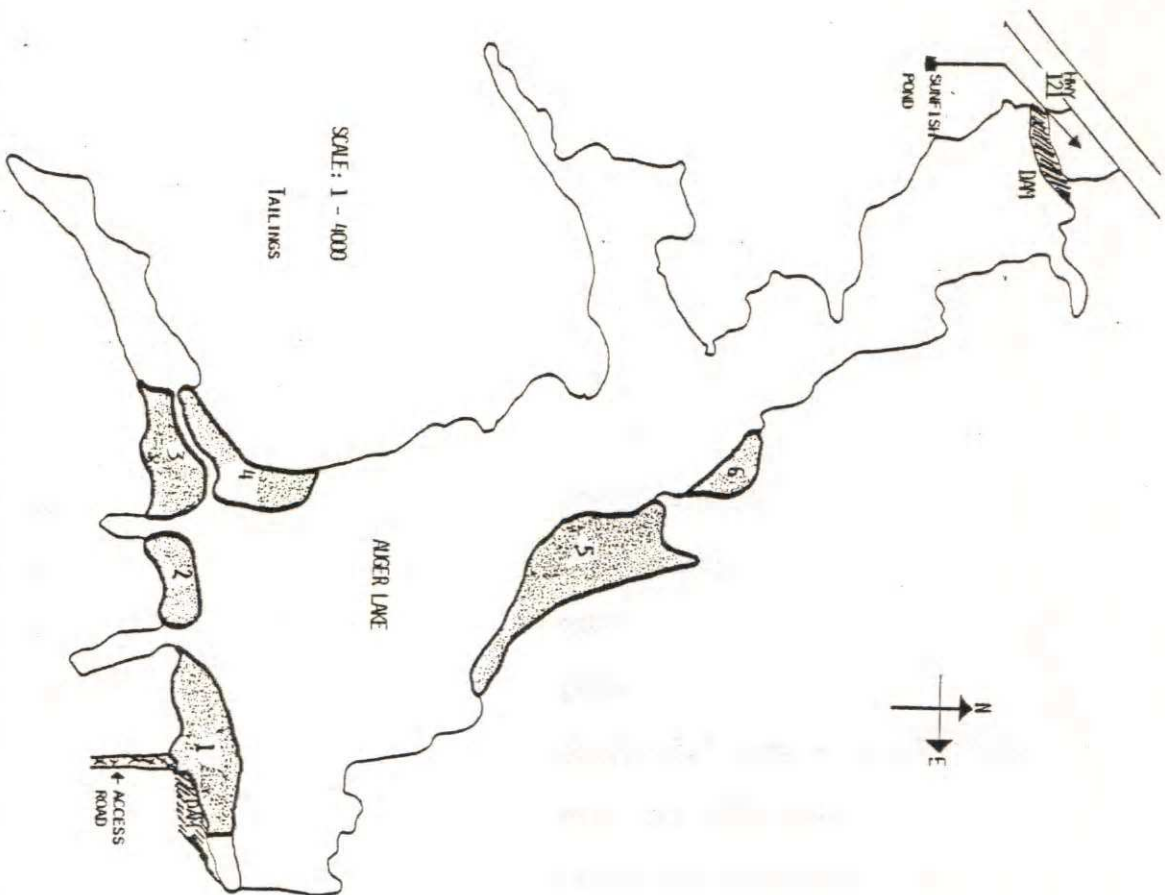 HWY
121
DAM
SUNFISH
POND
N
E
6
5
AUGER LAKE
SCALE: 1 - 4000
TAILINGS
4
3
2
1
DAM
ACCESS
ROAD